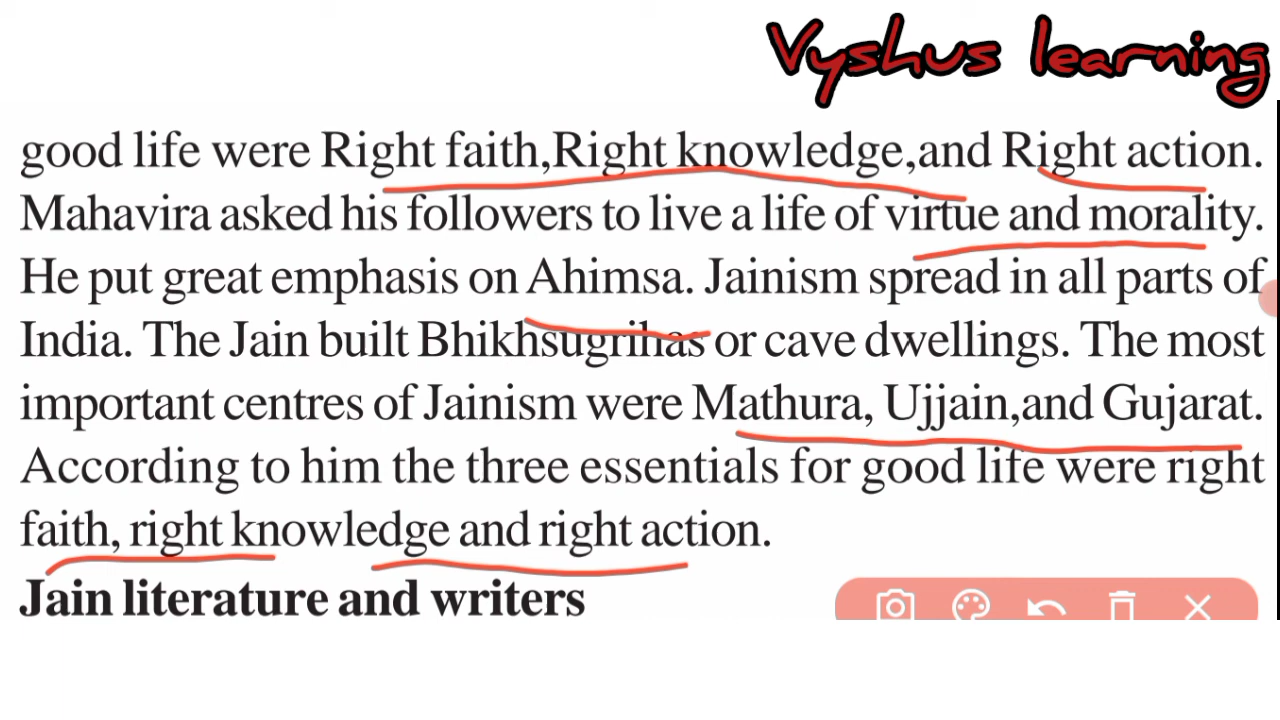 Vyshus learning
good life were Right faith,Right knowledge,and Right action.
Mahavira asked his followers to live a life of virtue and morality.
He put great emphasis on Ahimsa. Jainism spread in all parts of
India. The Jain built Bhikhsugrihas or cave dwellings. The most
important centres of Jainism were Mathura, Ujjain,and Gujarat.
According to him the three essentials for good life were right
faith, right knowledge and right action.
Jain literature and writers